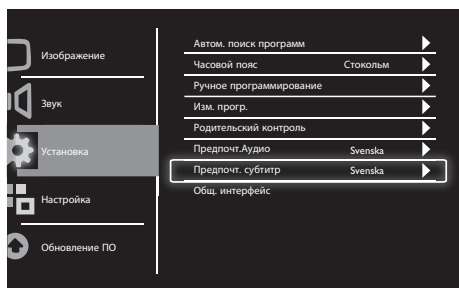 Изображение
Звук
Установка
Настройка
Обновление ПО
Автом. поиск программ
Часовой пояс Стокольм
Ручное программирование
Изм. прогр.
Родительский контроль
Предпочт.Аудио Svenska
Предпочт. субтитр Svenska
Общ. интерфейс